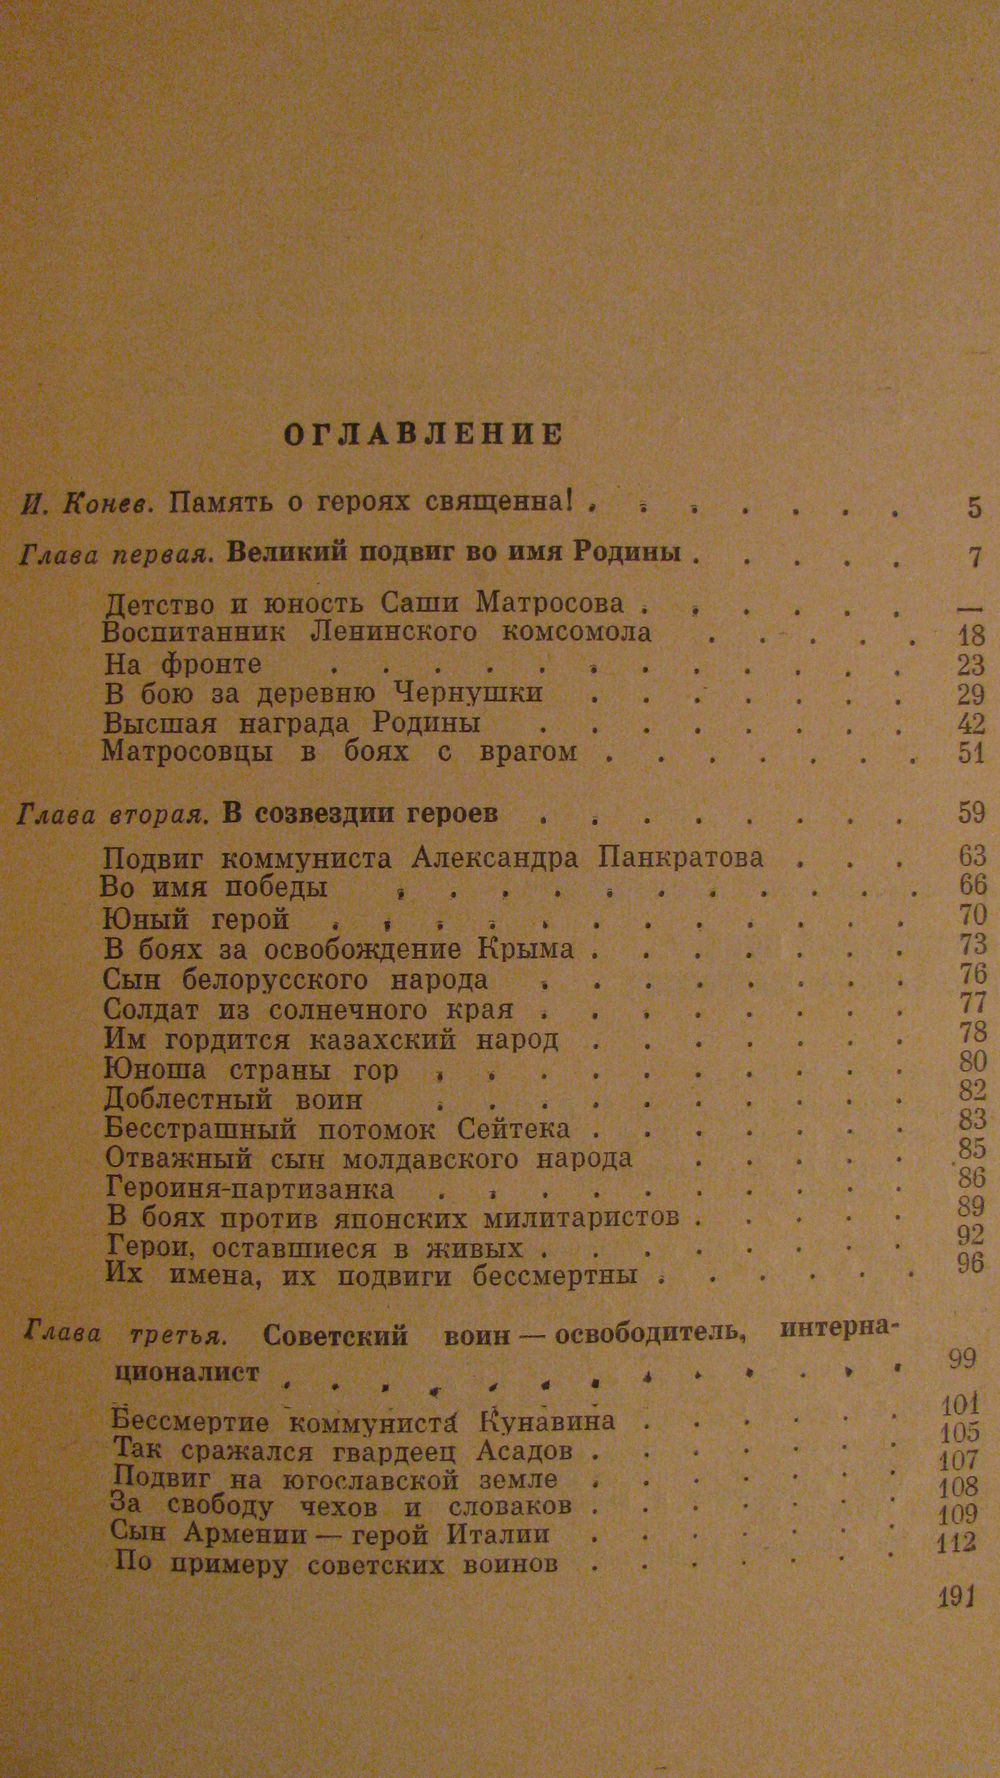 ОГЛАВЛЕНИЕ
И. Конев. Память о героях священна! . . . . . . . 5
Глава первая. Великий подвиг во имя Родины . . . . . 7
Детство и юность Саши Матросова . . . . . . —
Воспитанник Ленинского комсомола . . . . . 18
На фронте . . . . . . . . . . . . 23
В бою за деревню Чернушки . . . . . . . 29
Высшая награда Родины . . . . . . . . 42
Матросовцы в боях с врагом . . . . . . . 51
Глава вторая. В созвездии героев . . . . . . . . 59
Подвиг коммуниста Александра Панкратова . . . 63
Во имя победы . . . . . . . . . . . 66
Юный герой . . . . . . . . . . . . 70
В боях за освобождение Крыма . . . . . . . 73
Сын белорусского народа . . . . . . . . 76
Солдат из солнечного края . . . . . . . . 77
Им гордится казахский народ . . . . . . . 78
Юноша страны гор . . . . . . . . . . 80
Доблестный воин . . . . . . . . . . 82
Бесстрашный потомок Сейтека . . . . . . . 83
Отважный сын молдавского народа . . . . . 85
Героиня-партизанка . . . . . . . . . . 86
В боях против японских милитаристов . . . . . 89
Герои, оставшиеся в живых . . . . . . . . 92
Их имена, их подвиги бессмертны . . . . . . 96
Глава третья. Советский воин — освободитель, интерна-
ционалист . . . . . . . . . . . . . 99
Бессмертие коммуниста Кунавина . . . . . . 101
Так сражался гвардеец Асадов . . . . . . . 105
Подвиг на югославской земле . . . . . . . 107
За свободу чехов и словаков . . . . . . . 108
Сын Армении — герой Италии . . . . . . . 109
По примеру советских воинов . . . . . . . 112
191